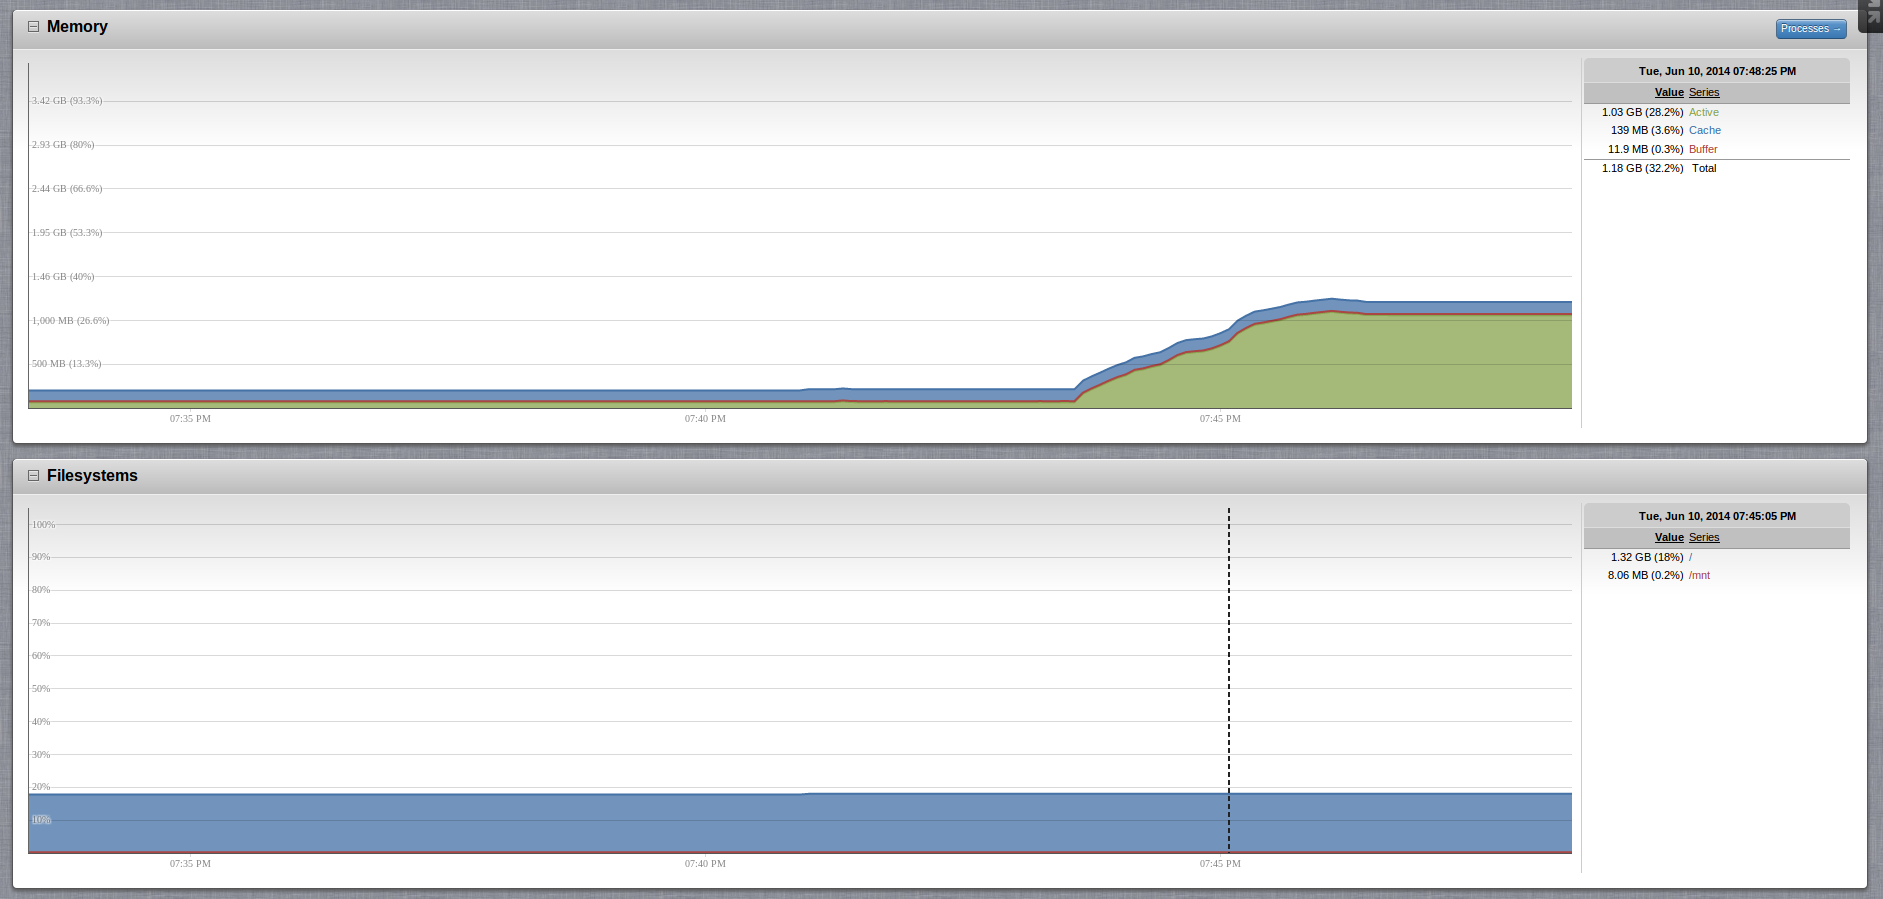 Memory
Processes →
3.42 GB (93.3%)
2.93 GB (80%)
2.44 GB (66.6%)
1.95 GB (53.3%)
1.46 GB (40%)
1,000 MB (26.6%)
500 MB (13.3%)
07:35 PM 07:40 PM 07:45 PM
Tue, Jun 10, 2014 07:48:25 PM
Value Series
1.03 GB (28.2%) Active
139 MB (3.6%) Cache
11.9 MB (0.3%) Buffer
1.18 GB (32.2%) Total
Filesystems
100%
90%
80%
70%
60%
50%
40%
30%
20%
10%
07:35 PM 07:40 PM 07:45 PM
Tue, Jun 10, 2014 07:45:05 PM
Value Series
1.32 GB (18%) /
8.06 MB (0.2%) /mnt